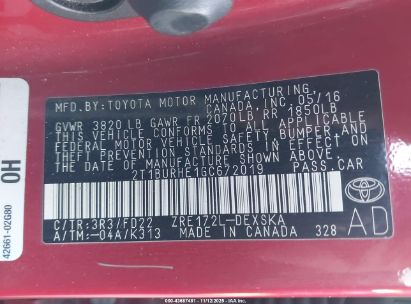 MFD.BY:TOYOTA MOTOR MANUFACTURING,
CANADA, INC. 05/16
GVWR 3820 LB GAWR FR 2070LB RR 1850LB
THIS VEHICLE CONFORMS TO ALL APPLICABLE
FEDERAL MOTOR VEHICLE SAFETY, BUMPER, AND
THEFT PREVENTION STANDARDS IN EFFECT ON
THE DATE OF MANUFACTURE SHOWN ABOVE.
2T1BURHE1GC672019 PASS.CAR
C/TR:3R3/FD22 ZRE172L-DEXSKA
A/TM:-04A/K313 MADE IN CANADA 328
TOYOTA
AD
42661-02G80
OH